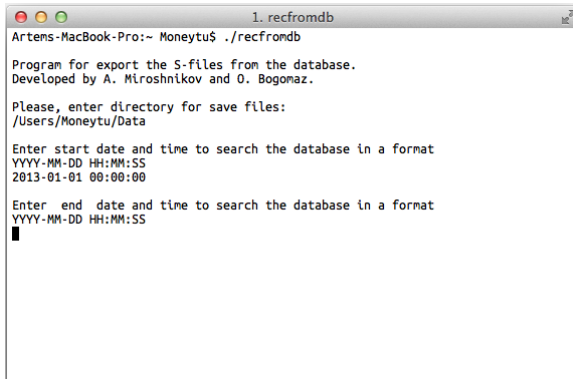 1. recfromdb
Artems-MacBook-Pro:~ Moneytu$ ./recfromdb
Program for export the S-files from the database.
Developed by A. Miroshnikov and O. Bogomaz.
Please, enter directory for save files:
/Users/Moneytu/Data
Enter start date and time to search the database in a format
YYYY-MM-DD HH:MM:SS
2013-01-01 00:00:00
Enter  end  date and time to search the database in a format
YYYY-MM-DD HH:MM:SS